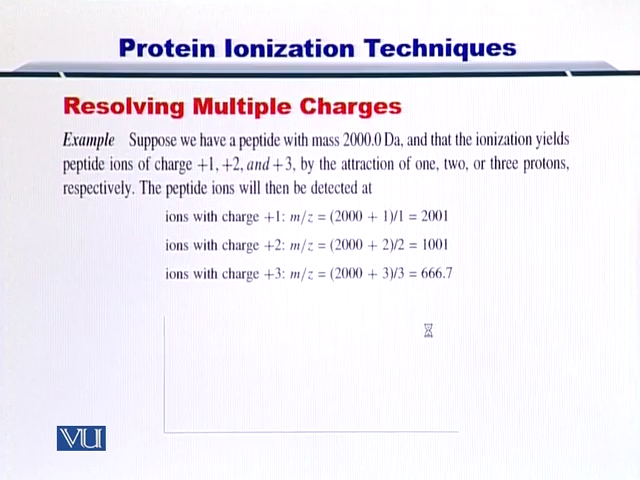 Protein Ionization Techniques
Resolving Multiple Charges
Example Suppose we have a peptide with mass 2000.0 Da, and that the ionization yields
peptide ions of charge +1, +2, and +3, by the attraction of one, two, or three protons,
respectively. The peptide ions will then be detected at
ions with charge +1: m/z = (2000 + 1)/1 = 2001
ions with charge +2: m/z = (2000 + 2)/2 = 1001
ions with charge +3: m/z = (2000 + 3)/3 = 666.7
VU